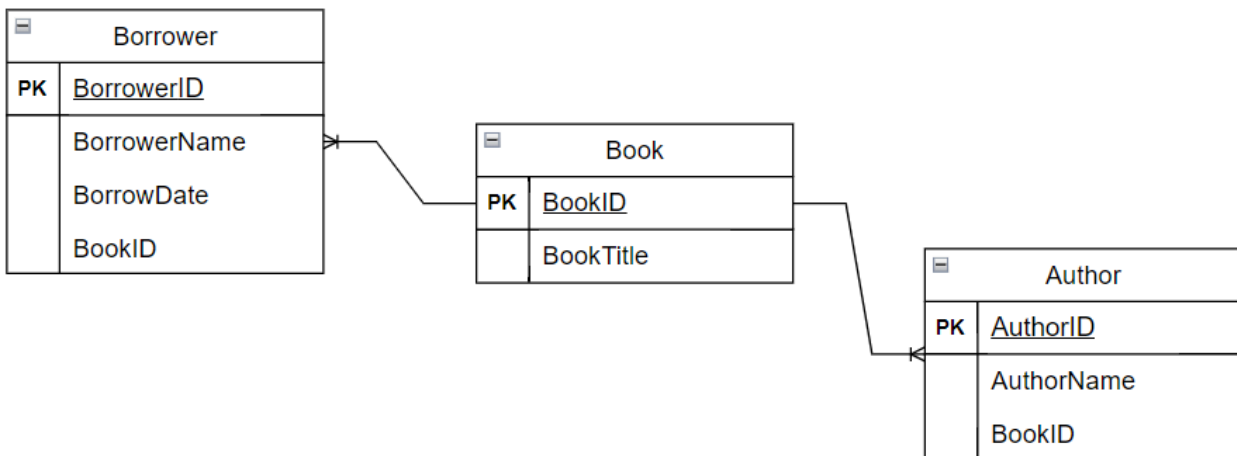 Borrower
PK BorrowerID
BorrowerName
BorrowDate
BookID
Book
PK BookID
BookTitle
Author
PK AuthorID
AuthorName
BookID